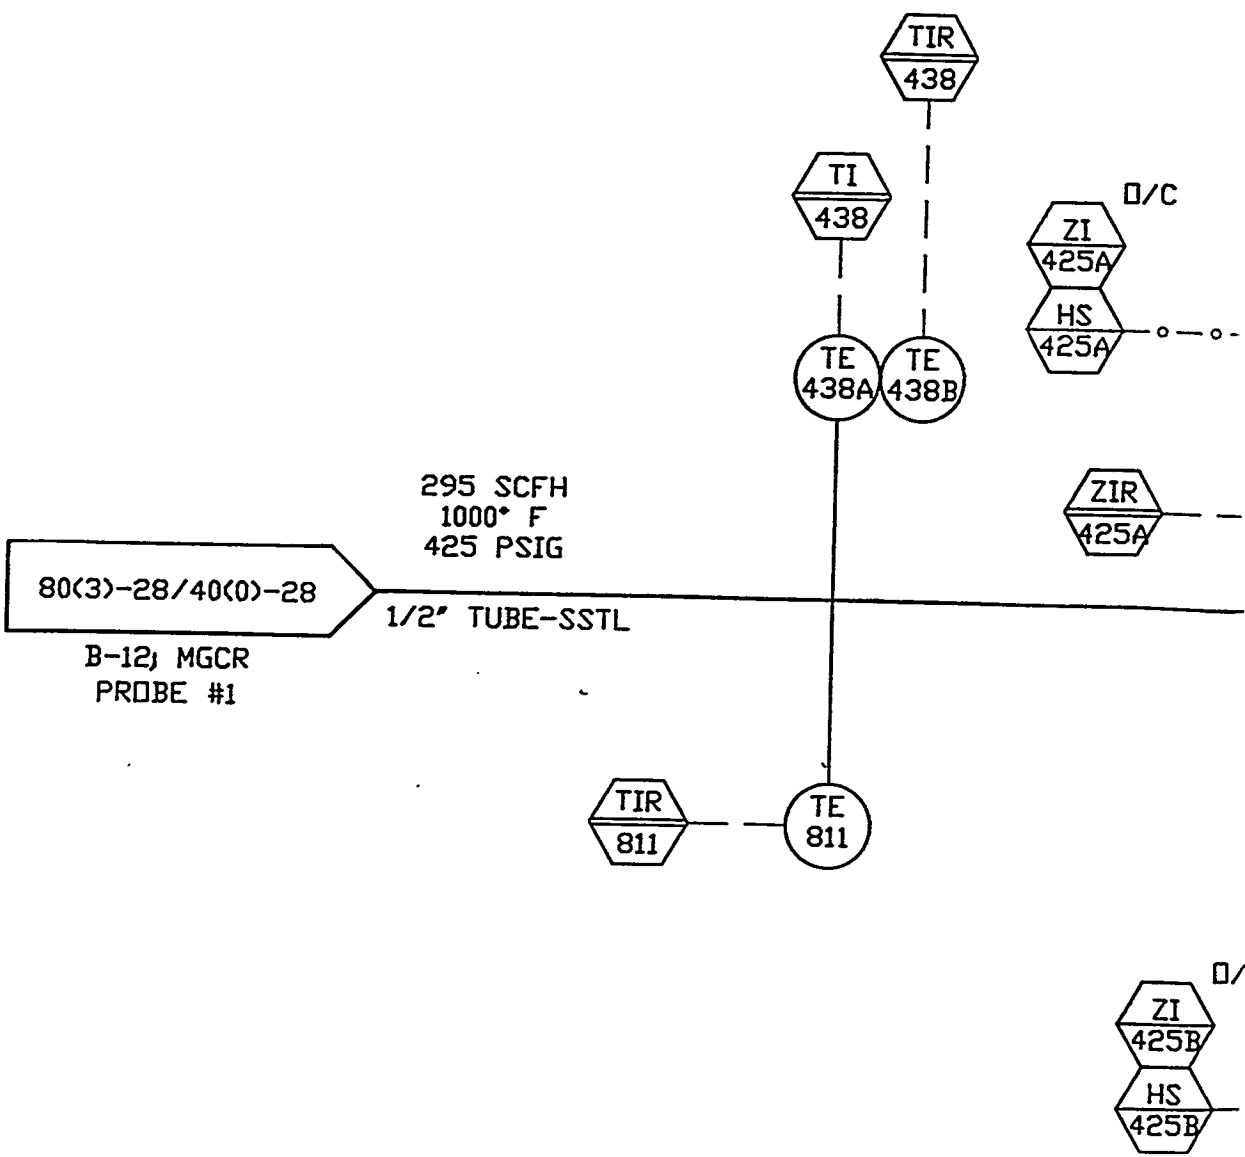 TIR
438
TI
438
O/C
ZI
425A
HS
425A
TE
438A
TE
438B
295 SCFH
1000° F
425 PSIG
ZIR
425A
80(3)-28/40(0)-28
1/2" TUBE-SSTL
B-12; MGCR
PROBE #1
TIR
811
TE
811
O/
ZI
425B
HS
425B